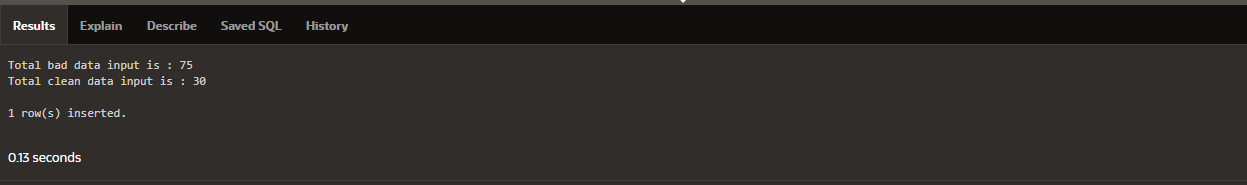 Results Explain Describe Saved SQL History
Total bad data input is : 75
Total clean data input is : 30
1 row(s) inserted.
0.13 seconds